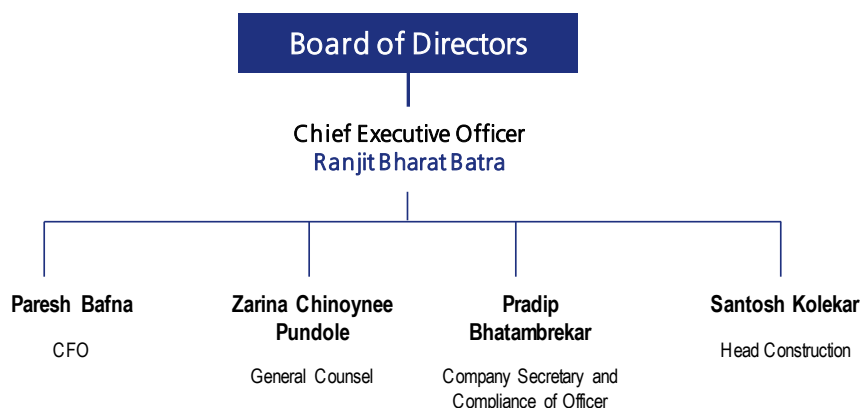 Board of Directors
Chief Executive Officer
Ranjit Bharat Batra
Paresh Bafna
CFO
Zarina Chinoynee
Pundole
General Counsel
Pradip
Bhatambrekar
Company Secretary and
Compliance of Officer
Santosh Kolekar
Head Construction